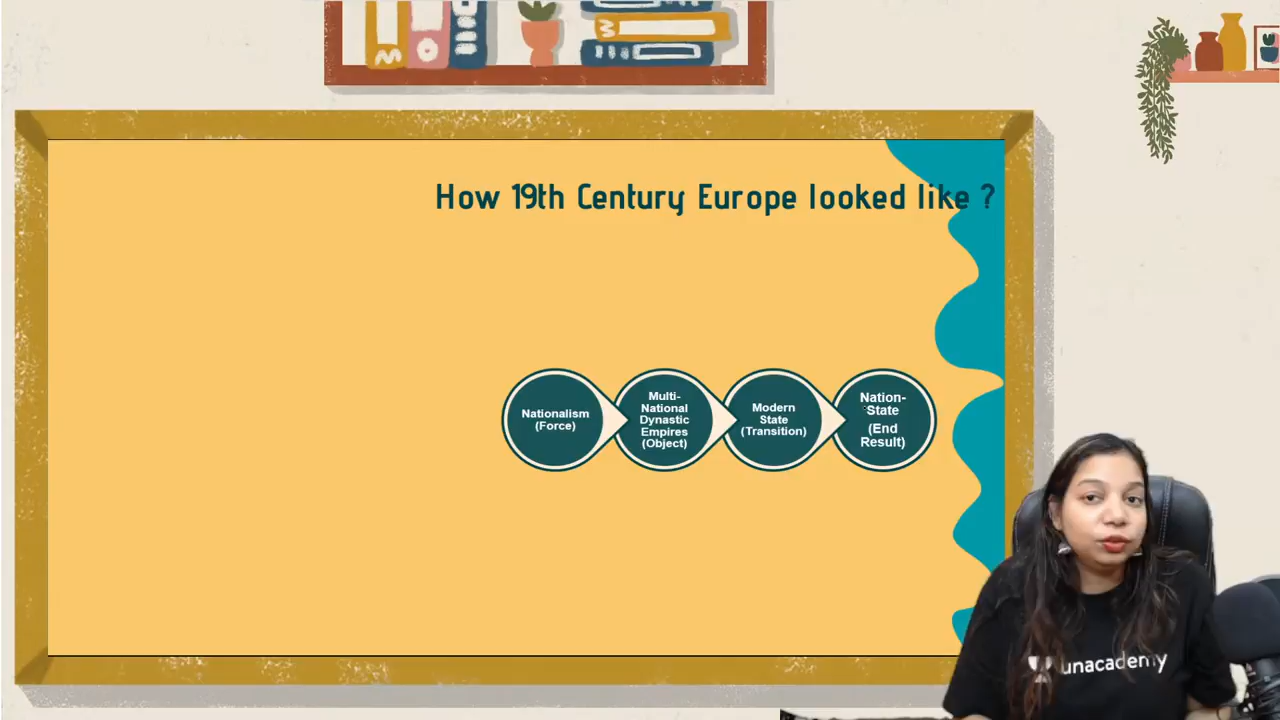 How 19th Century Europe looked like ?
Nationalism
(Force)
Multi-
National
Dynastic
Empires
(Object)
Modern
State
(Transition)
Nation-
State
(End
Result)
unacademy